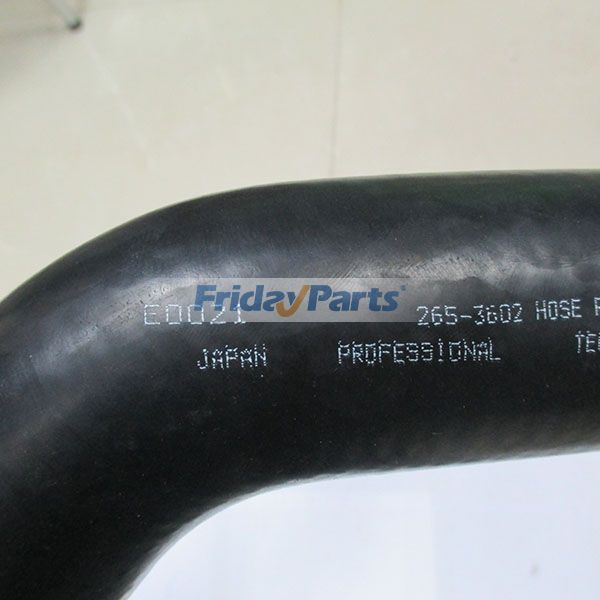 FridayParts
E0021 265-3602 HOSE
JAPAN PROFESSIONAL